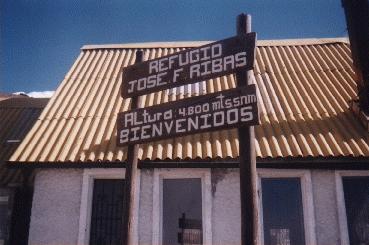 REFUGIO
JOSE F. RIBAS
Altura 4.800 mts.snm
BIENVENIDOS